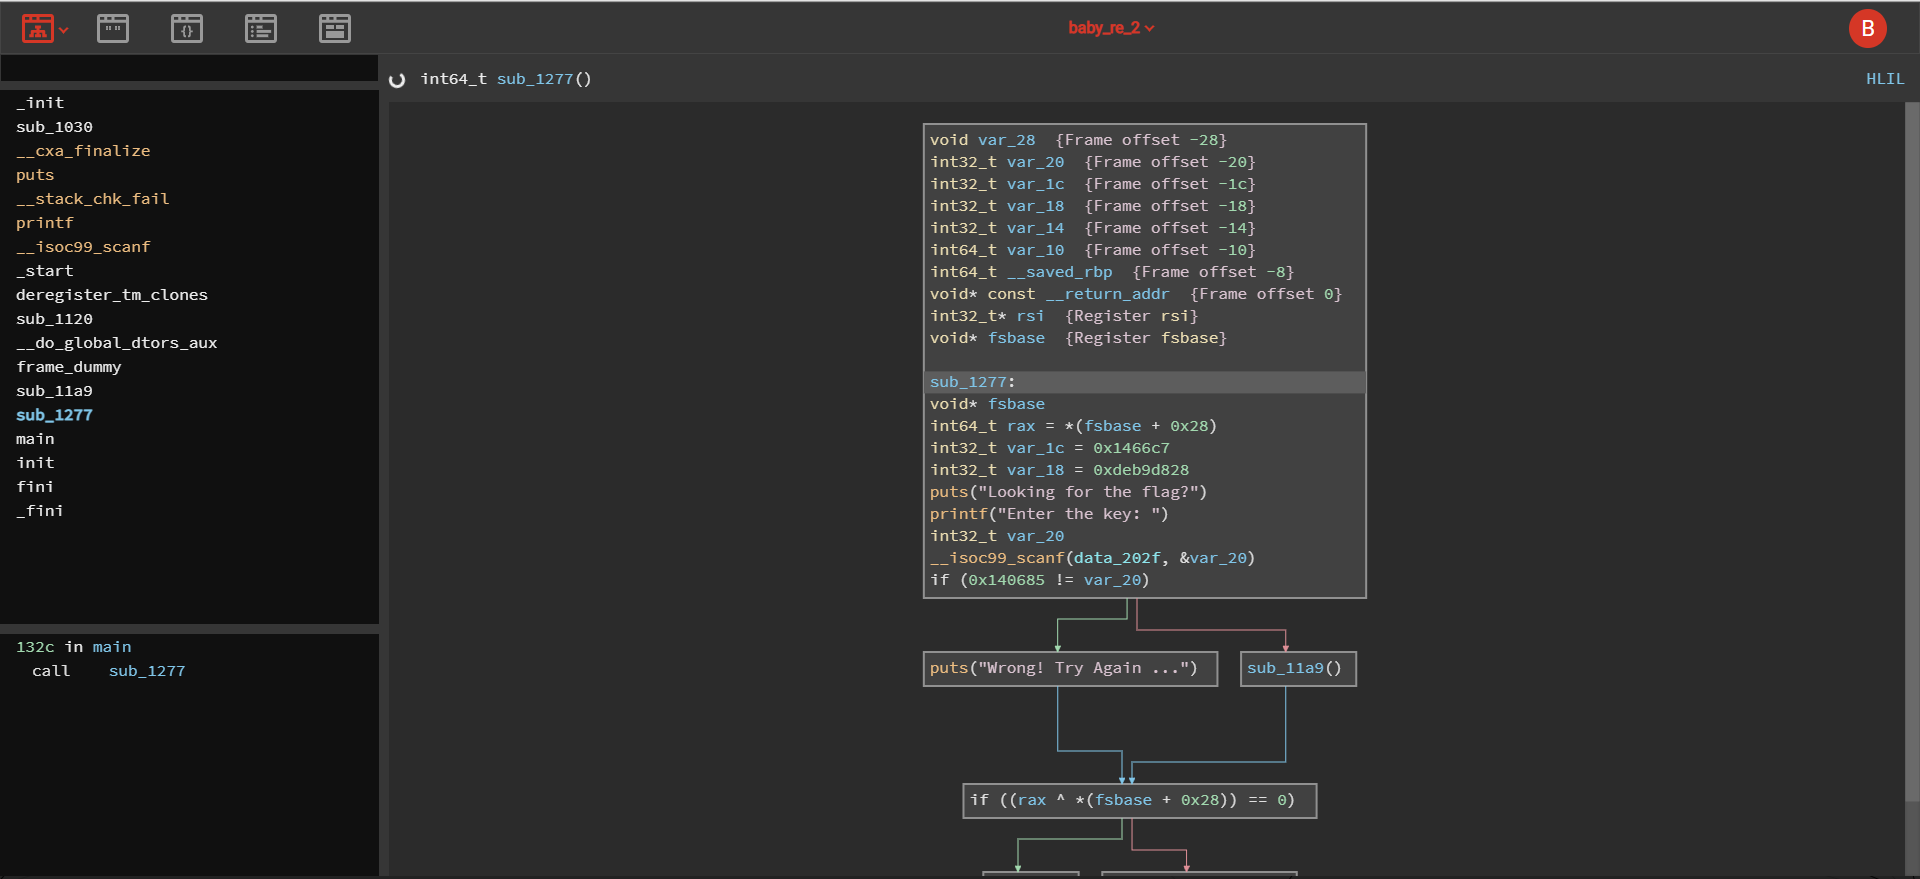 baby_re_2
B
int64_t sub_1277()
HLIL
_init
sub_1030
__cxa_finalize
puts
__stack_chk_fail
printf
__isoc99_scanf
_start
deregister_tm_clones
sub_1120
__do_global_dtors_aux
frame_dummy
sub_11a9
sub_1277
main
init
fini
_fini
132c in main
call sub_1277
void var_28 {Frame offset -28}
int32_t var_20 {Frame offset -20}
int32_t var_1c {Frame offset -1c}
int32_t var_18 {Frame offset -18}
int32_t var_14 {Frame offset -14}
int64_t var_10 {Frame offset -10}
int64_t __saved_rbp {Frame offset -8}
void* const __return_addr {Frame offset 0}
int32_t* rsi {Register rsi}
void* fsbase {Register fsbase}
sub_1277:
void* fsbase
int64_t rax = *(fsbase + 0x28)
int32_t var_1c = 0x1466c7
int32_t var_18 = 0xdeb9d828
puts("Looking for the flag?")
printf("Enter the key: ")
int32_t var_20
__isoc99_scanf(data_202f, &var_20)
if (0x140685 != var_20)
puts("Wrong! Try Again ...")
sub_11a9()
if ((rax ^ *(fsbase + 0x28)) == 0)